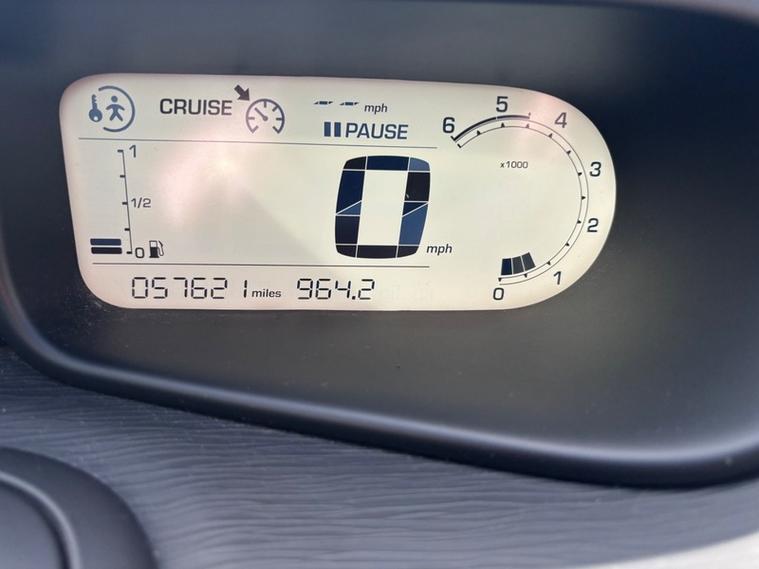 CRUISE -- -- mph
II PAUSE
6 5 4 3 2 1 0
x1000
1
1/2
0
0 mph
057621 miles 964.2